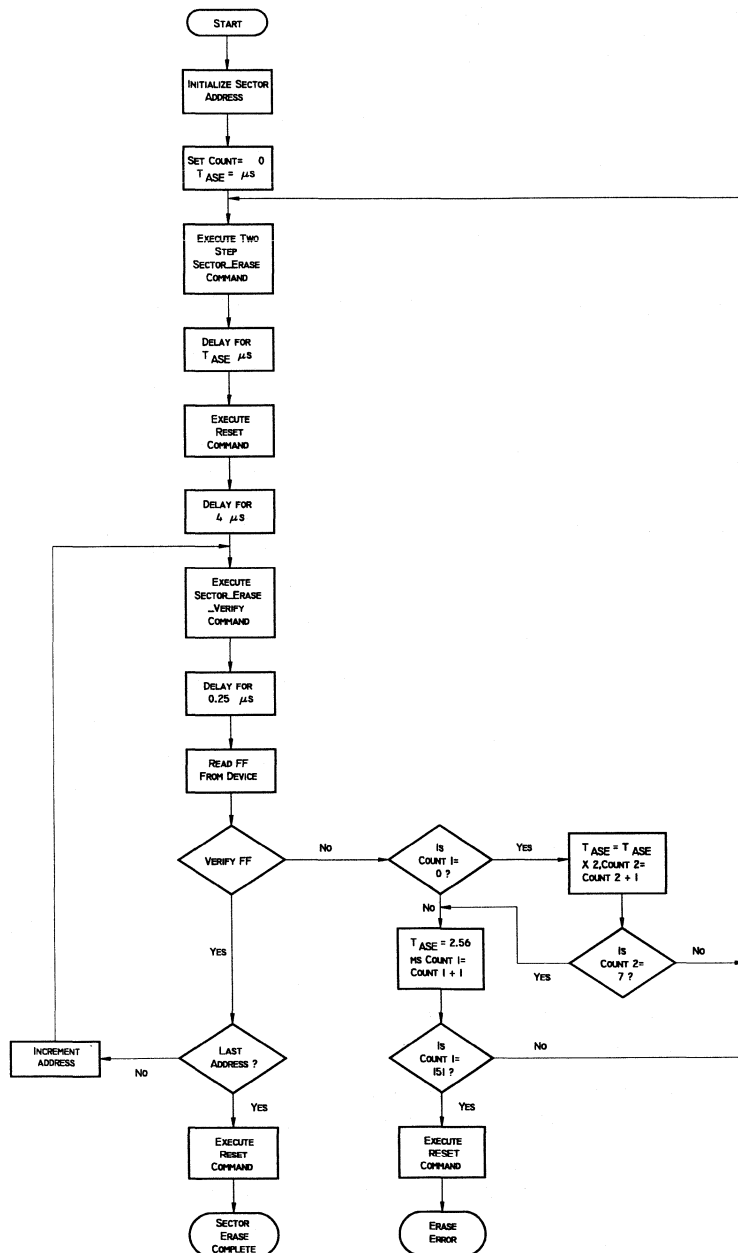 START
INITIALIZE SECTOR
ADDRESS
SET COUNT= 0
T ASE = μS
EXECUTE TWO
STEP
SECTOR_ERASE
COMMAND
DELAY FOR
T ASE μS
EXECUTE
RESET
COMMAND
DELAY FOR
4 μS
EXECUTE
SECTOR_ERASE
_VERIFY
COMMAND
DELAY FOR
0.25 μS
READ FF
FROM DEVICE
VERIFY FF
NO
IS
COUNT 1=
0 ?
YES
T ASE = T ASE
X 2,COUNT 2=
COUNT 2 + 1
NO
T ASE = 2.56
MS COUNT 1=
COUNT 1 + 1
YES
IS
COUNT 2=
7 ?
NO
YES
LAST
ADDRESS ?
NO
INCREMENT
ADDRESS
IS
COUNT 1=
151 ?
NO
YES
YES
EXECUTE
RESET
COMMAND
EXECUTE
RESET
COMMAND
SECTOR
ERASE
COMPLETE
ERASE
ERROR